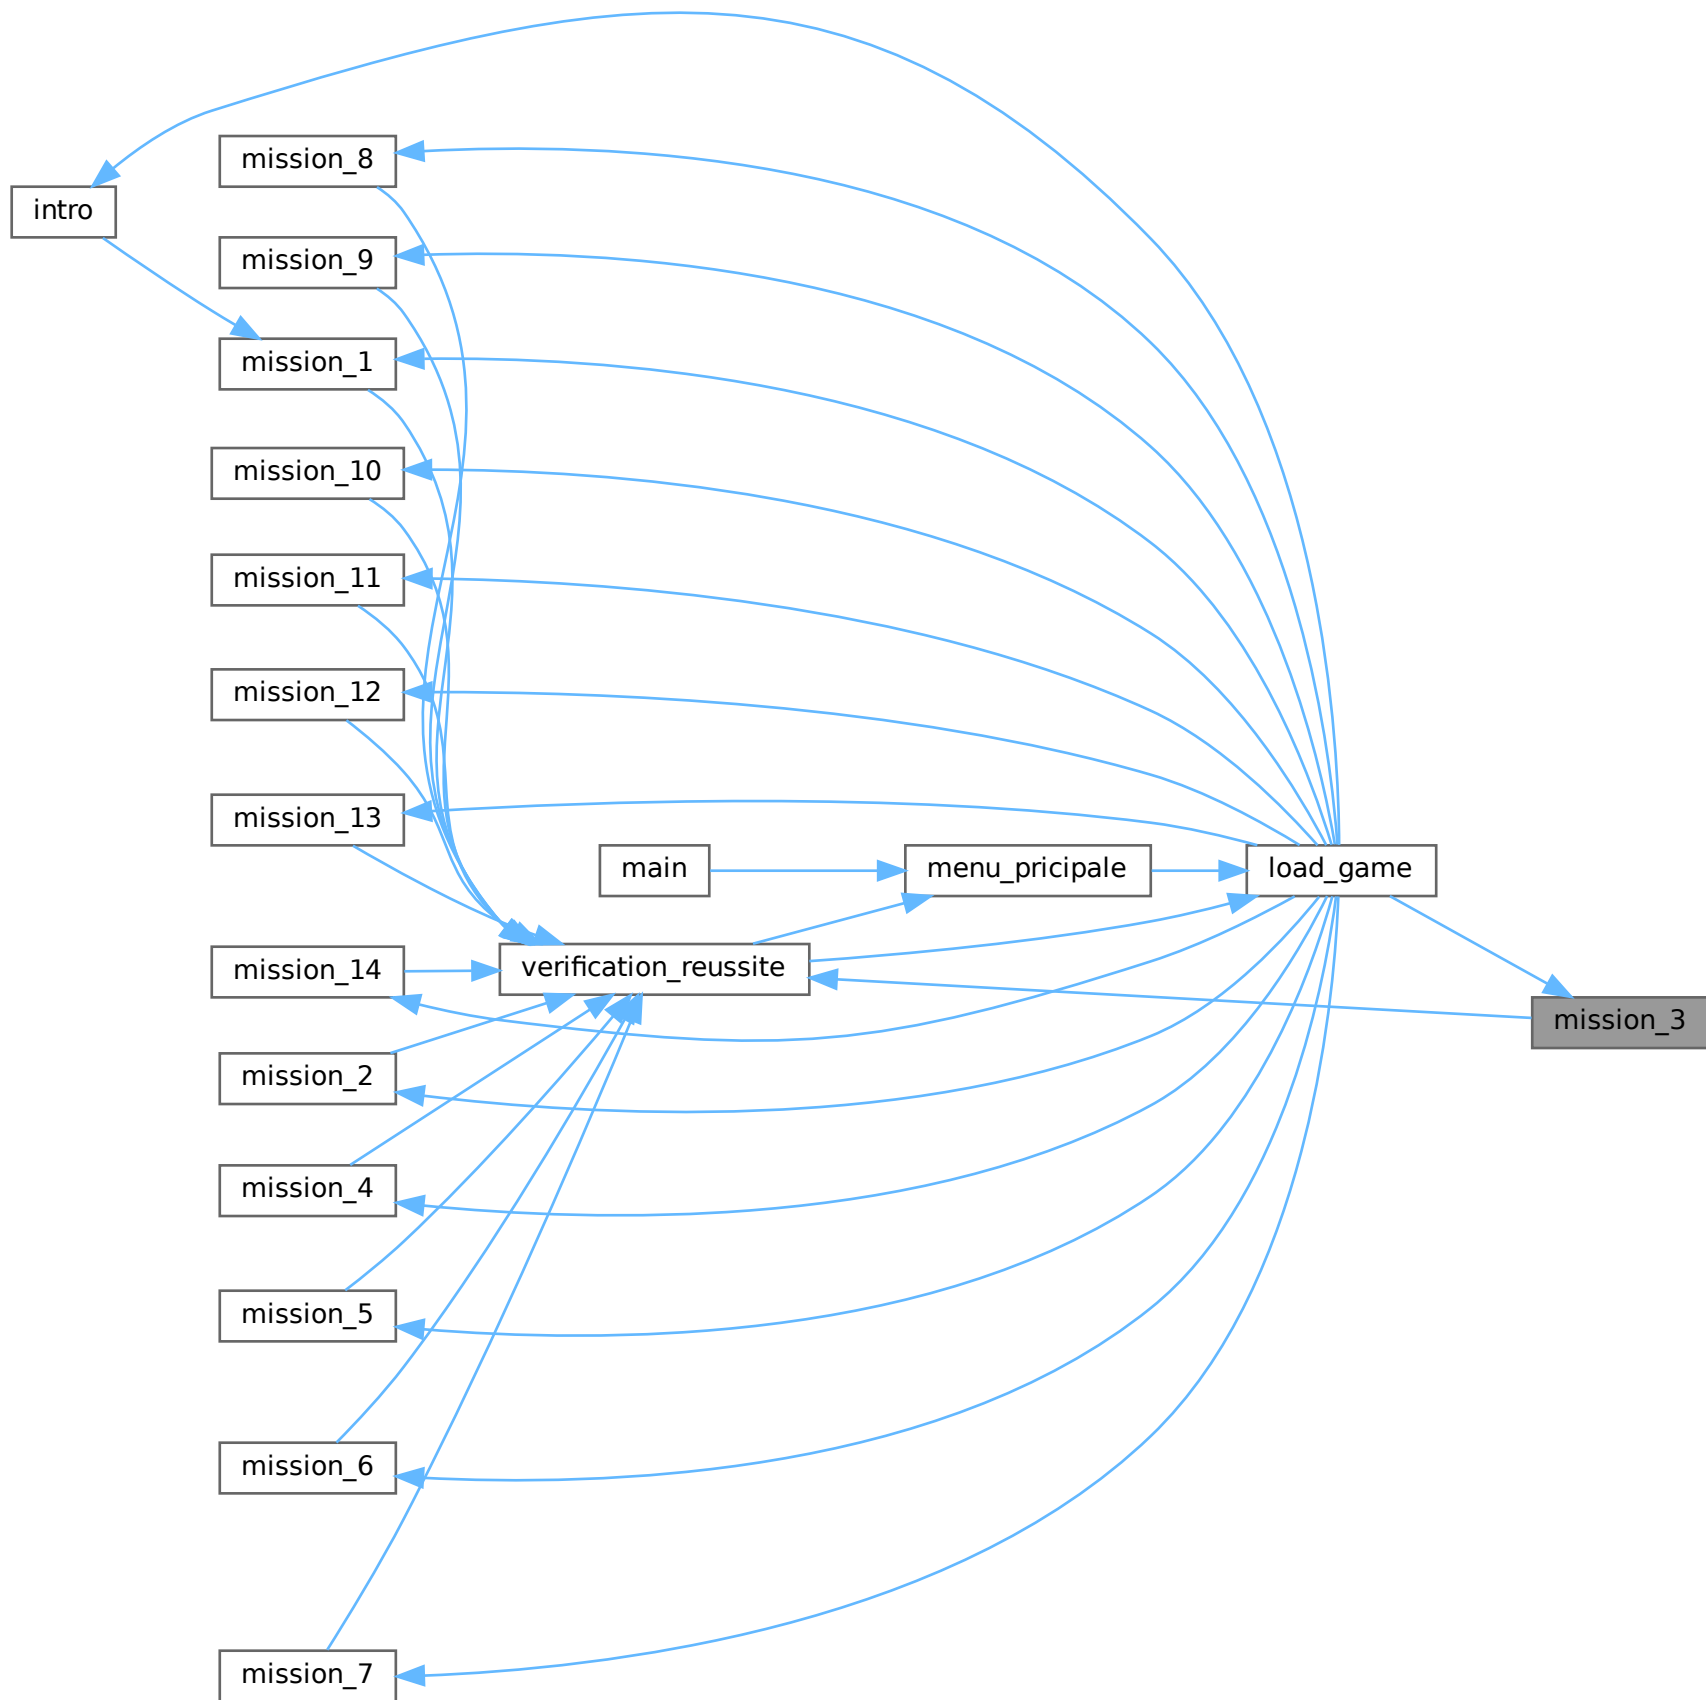 mission_8
intro
mission_9
mission_1
mission_10
mission_11
mission_12
mission_13
main
menu_pricipale
load_game
mission_14
verification_reussite
mission_3
mission_2
mission_4
mission_5
mission_6
mission_7